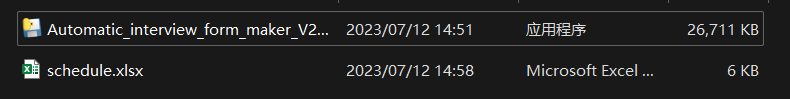 Automatic_interview_form_maker_V2... 2023/07/12 14:51 应用程序 26,711 KB
schedule.xlsx 2023/07/12 14:58 Microsoft Excel ... 6 KB